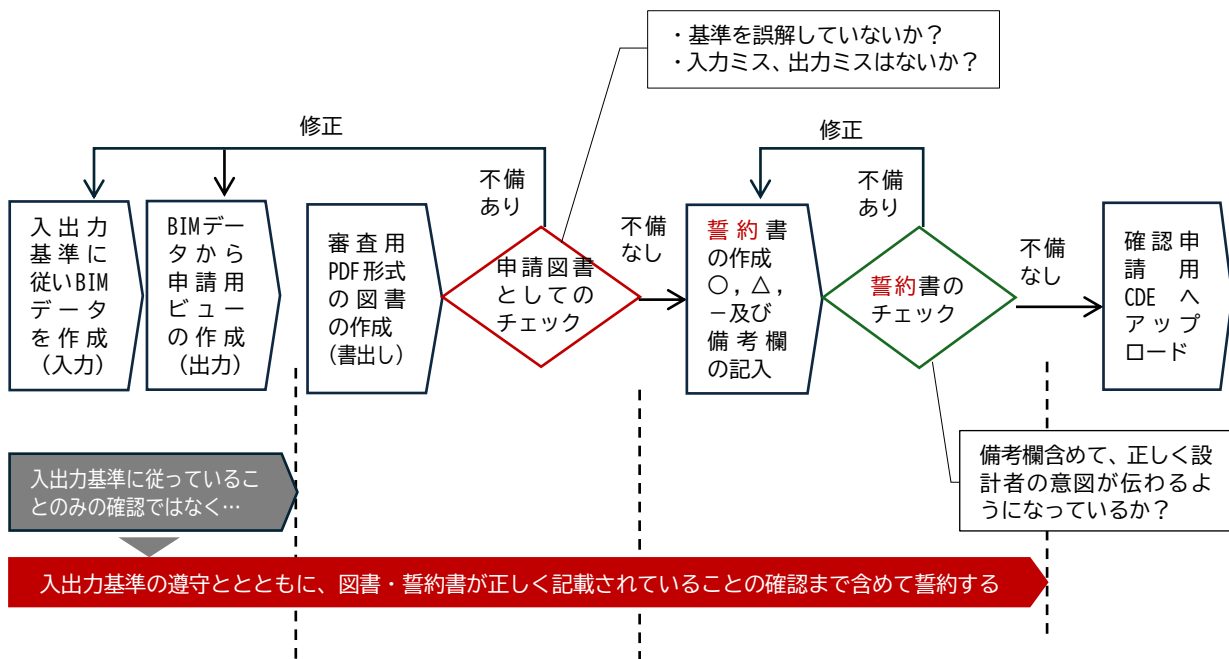 ・基準を誤解していないか？
・入力ミス、出力ミスはないか？
修正
修正
不備
あり
不備
なし
不備
あり
不備
なし
入出力
基準に
従いBIM
データ
を作成
（入力）
BIMデー
タから
申請用
ビュー
の作成
（出力）
審査用
PDF形式
の図書
の作成
（書出し）
申請図書
としての
チェック
誓約書
の作成
○，△，
－及び
備考欄
の記入
誓約書の
チェック
確認申
請用
CDEへ
アップ
ロード
備考欄含めて、正しく設
計者の意図が伝わるよ
うになっているか？
入出力基準に従っているこ
とのみの確認ではなく…
入出力基準の遵守ととともに、図書・誓約書が正しく記載されていることの確認まで含めて誓約する